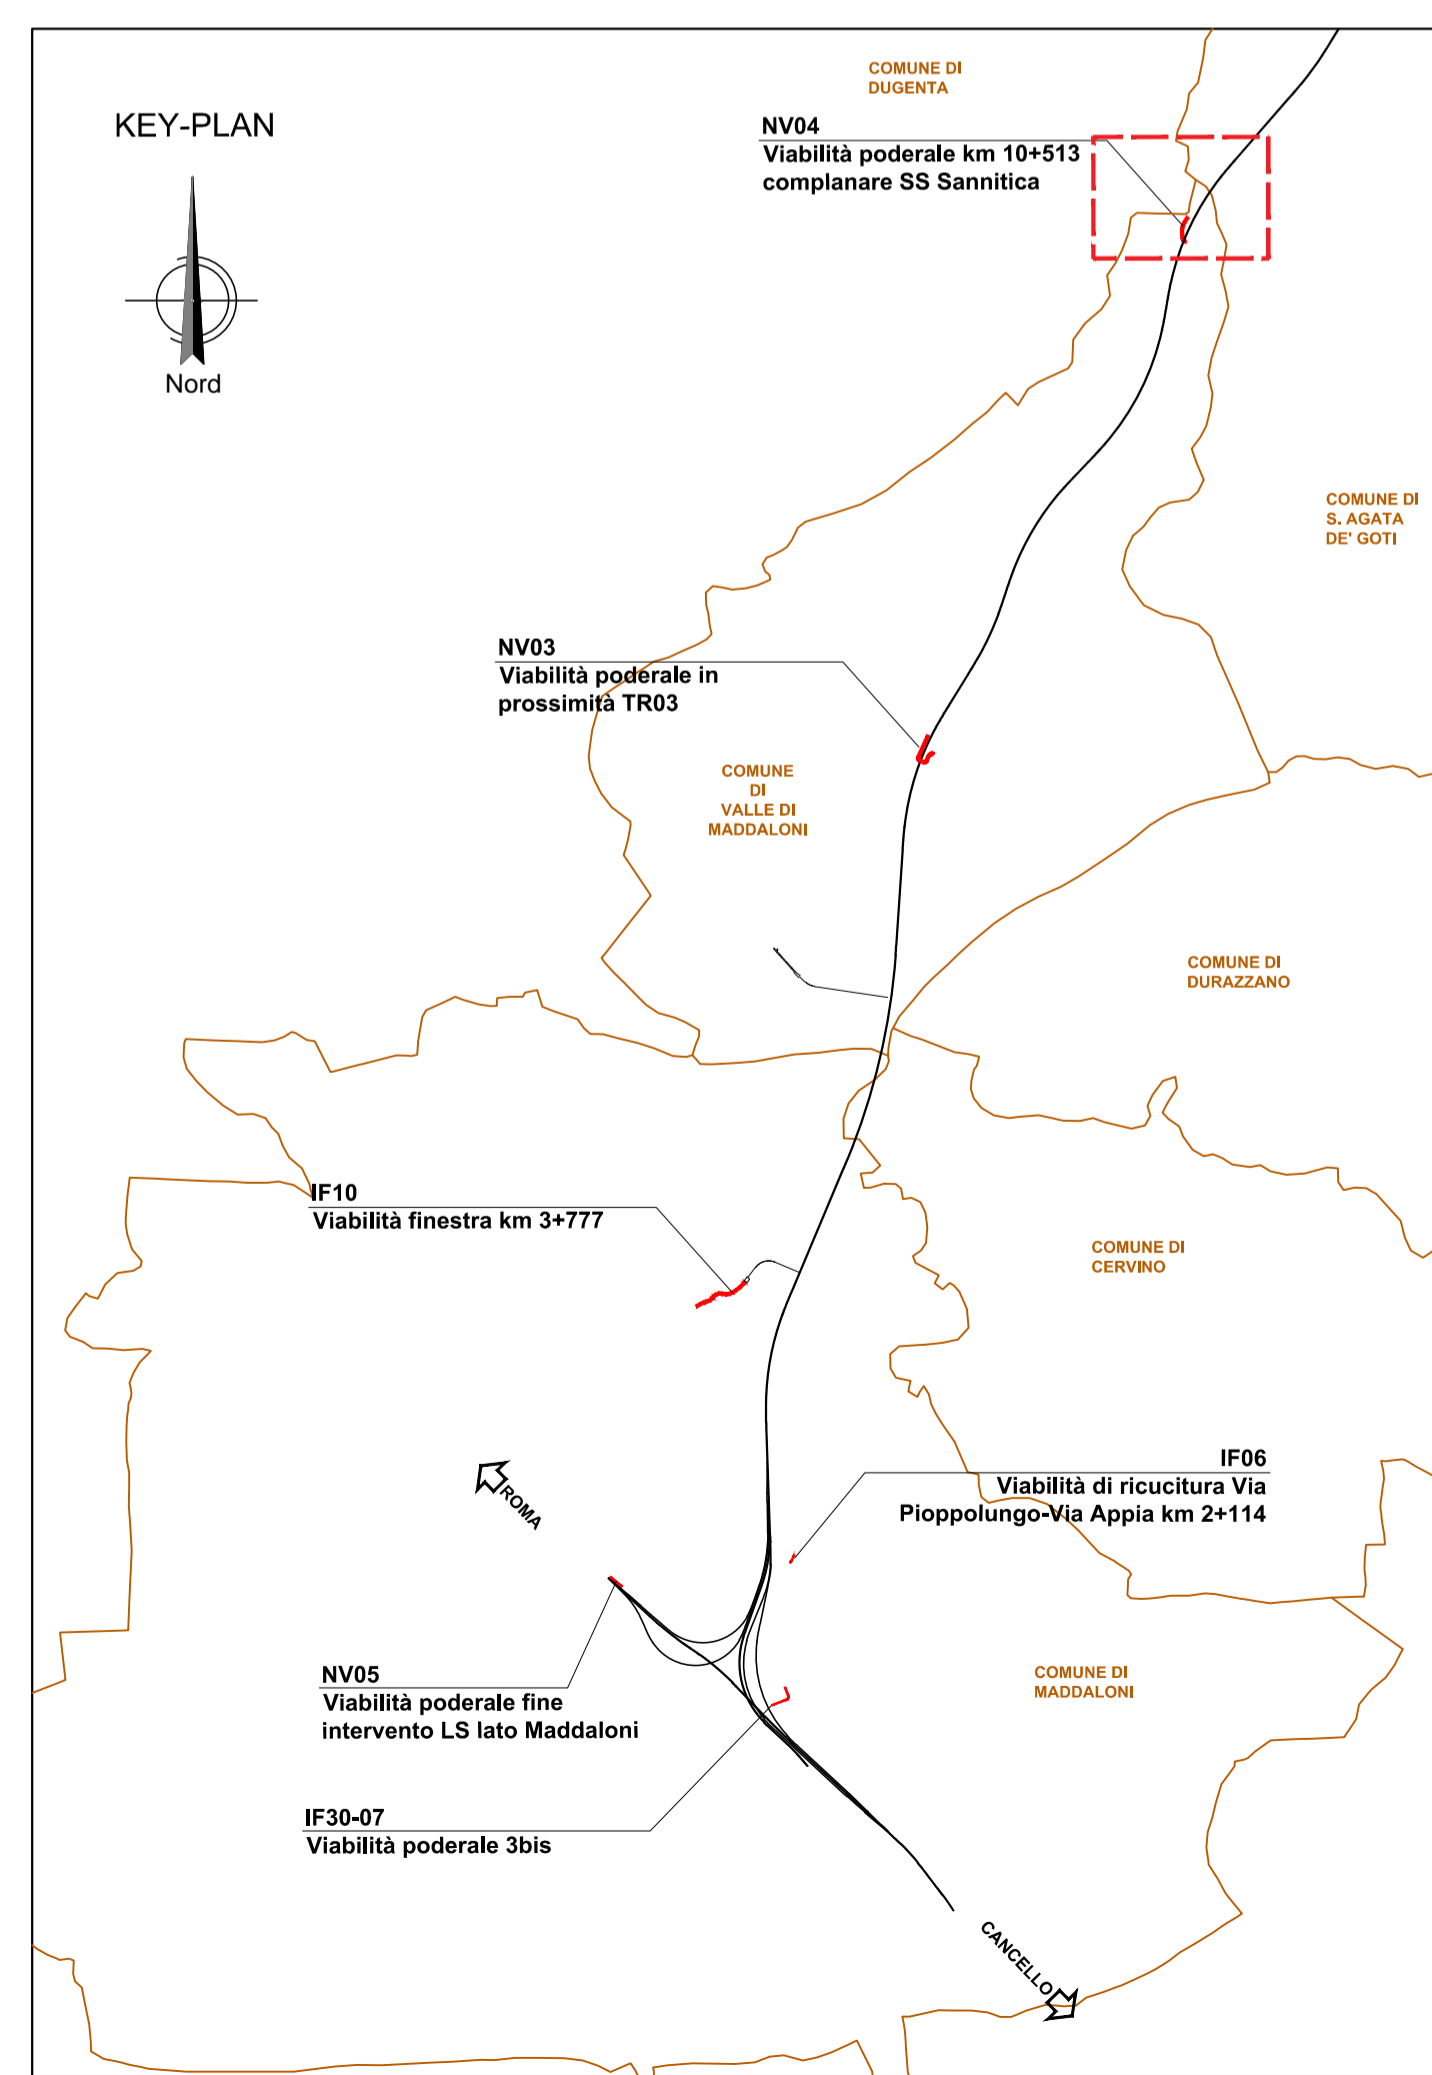 COMUNE DI
DUGENTA
KEY-PLAN
NV04
Viabilità poderale km 10+513
complanare SS Sannitica
Nord
COMUNE DI
S. AGATA
DE' GOTI
NV03
Viabilità poderale in
prossimità TR03
COMUNE
DI
VALLE DI
MADDALONI
COMUNE DI
DURAZZANO
IF10
Viabilità finestra km 3+777
COMUNE DI
CERVINO
IF06
Viabilità di ricucitura Via
Pioppolungo-Via Appia km 2+114
ROMA
NV05
Viabilità poderale fine
intervento LS lato Maddaloni
COMUNE DI
MADDALONI
IF30-07
Viabilità poderale 3bis
CANCELLO